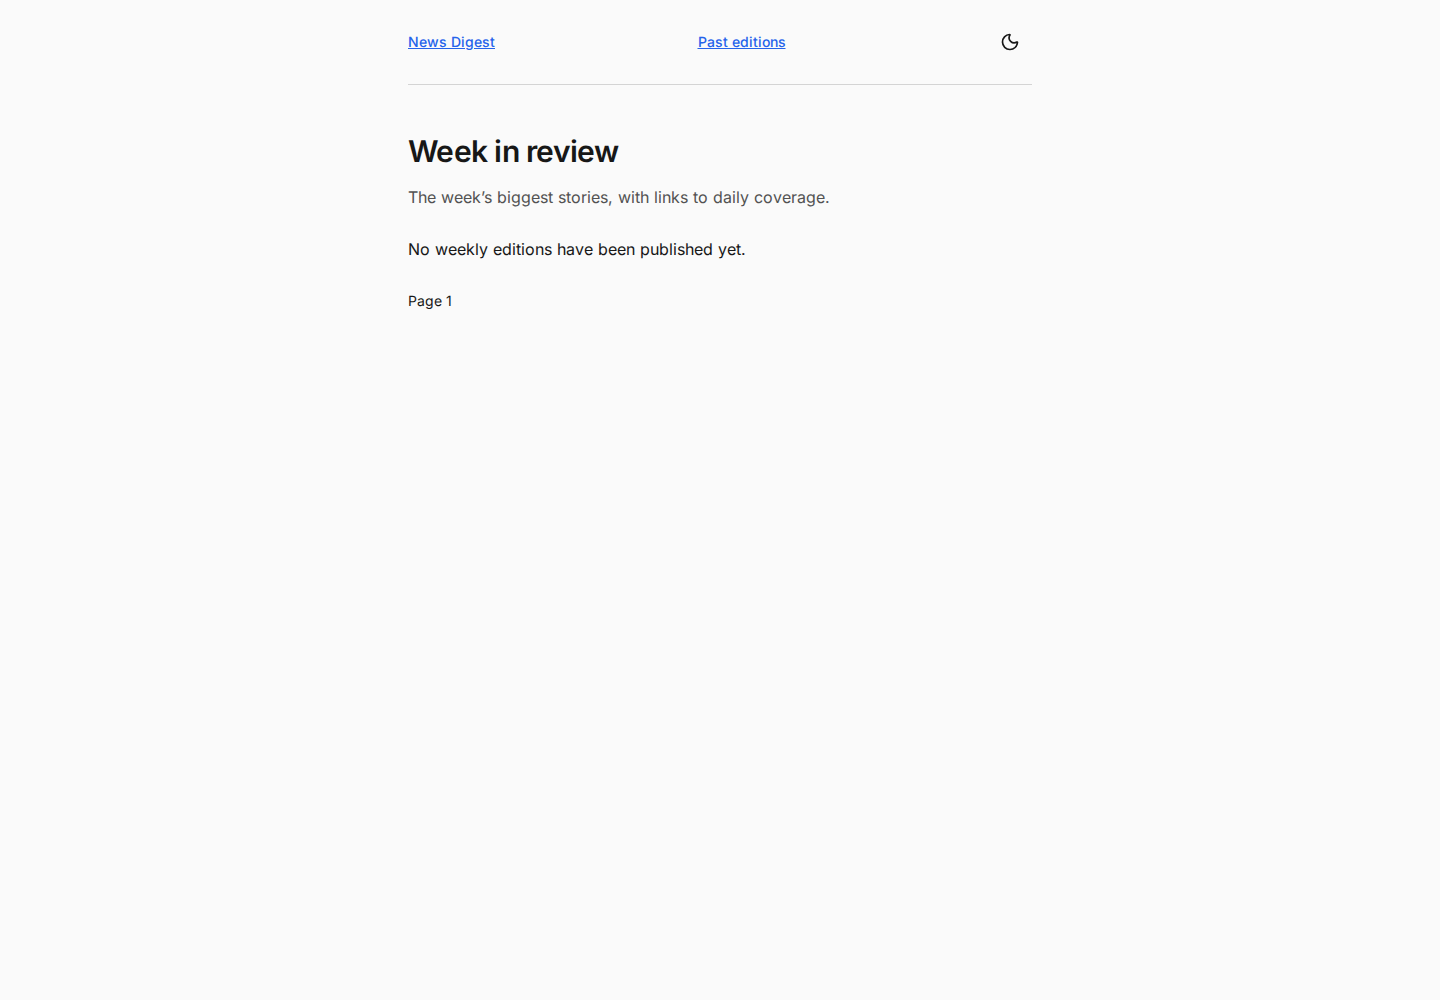 News Digest
Past editions
Week in review
The week’s biggest stories, with links to daily coverage.
No weekly editions have been published yet.
Page 1